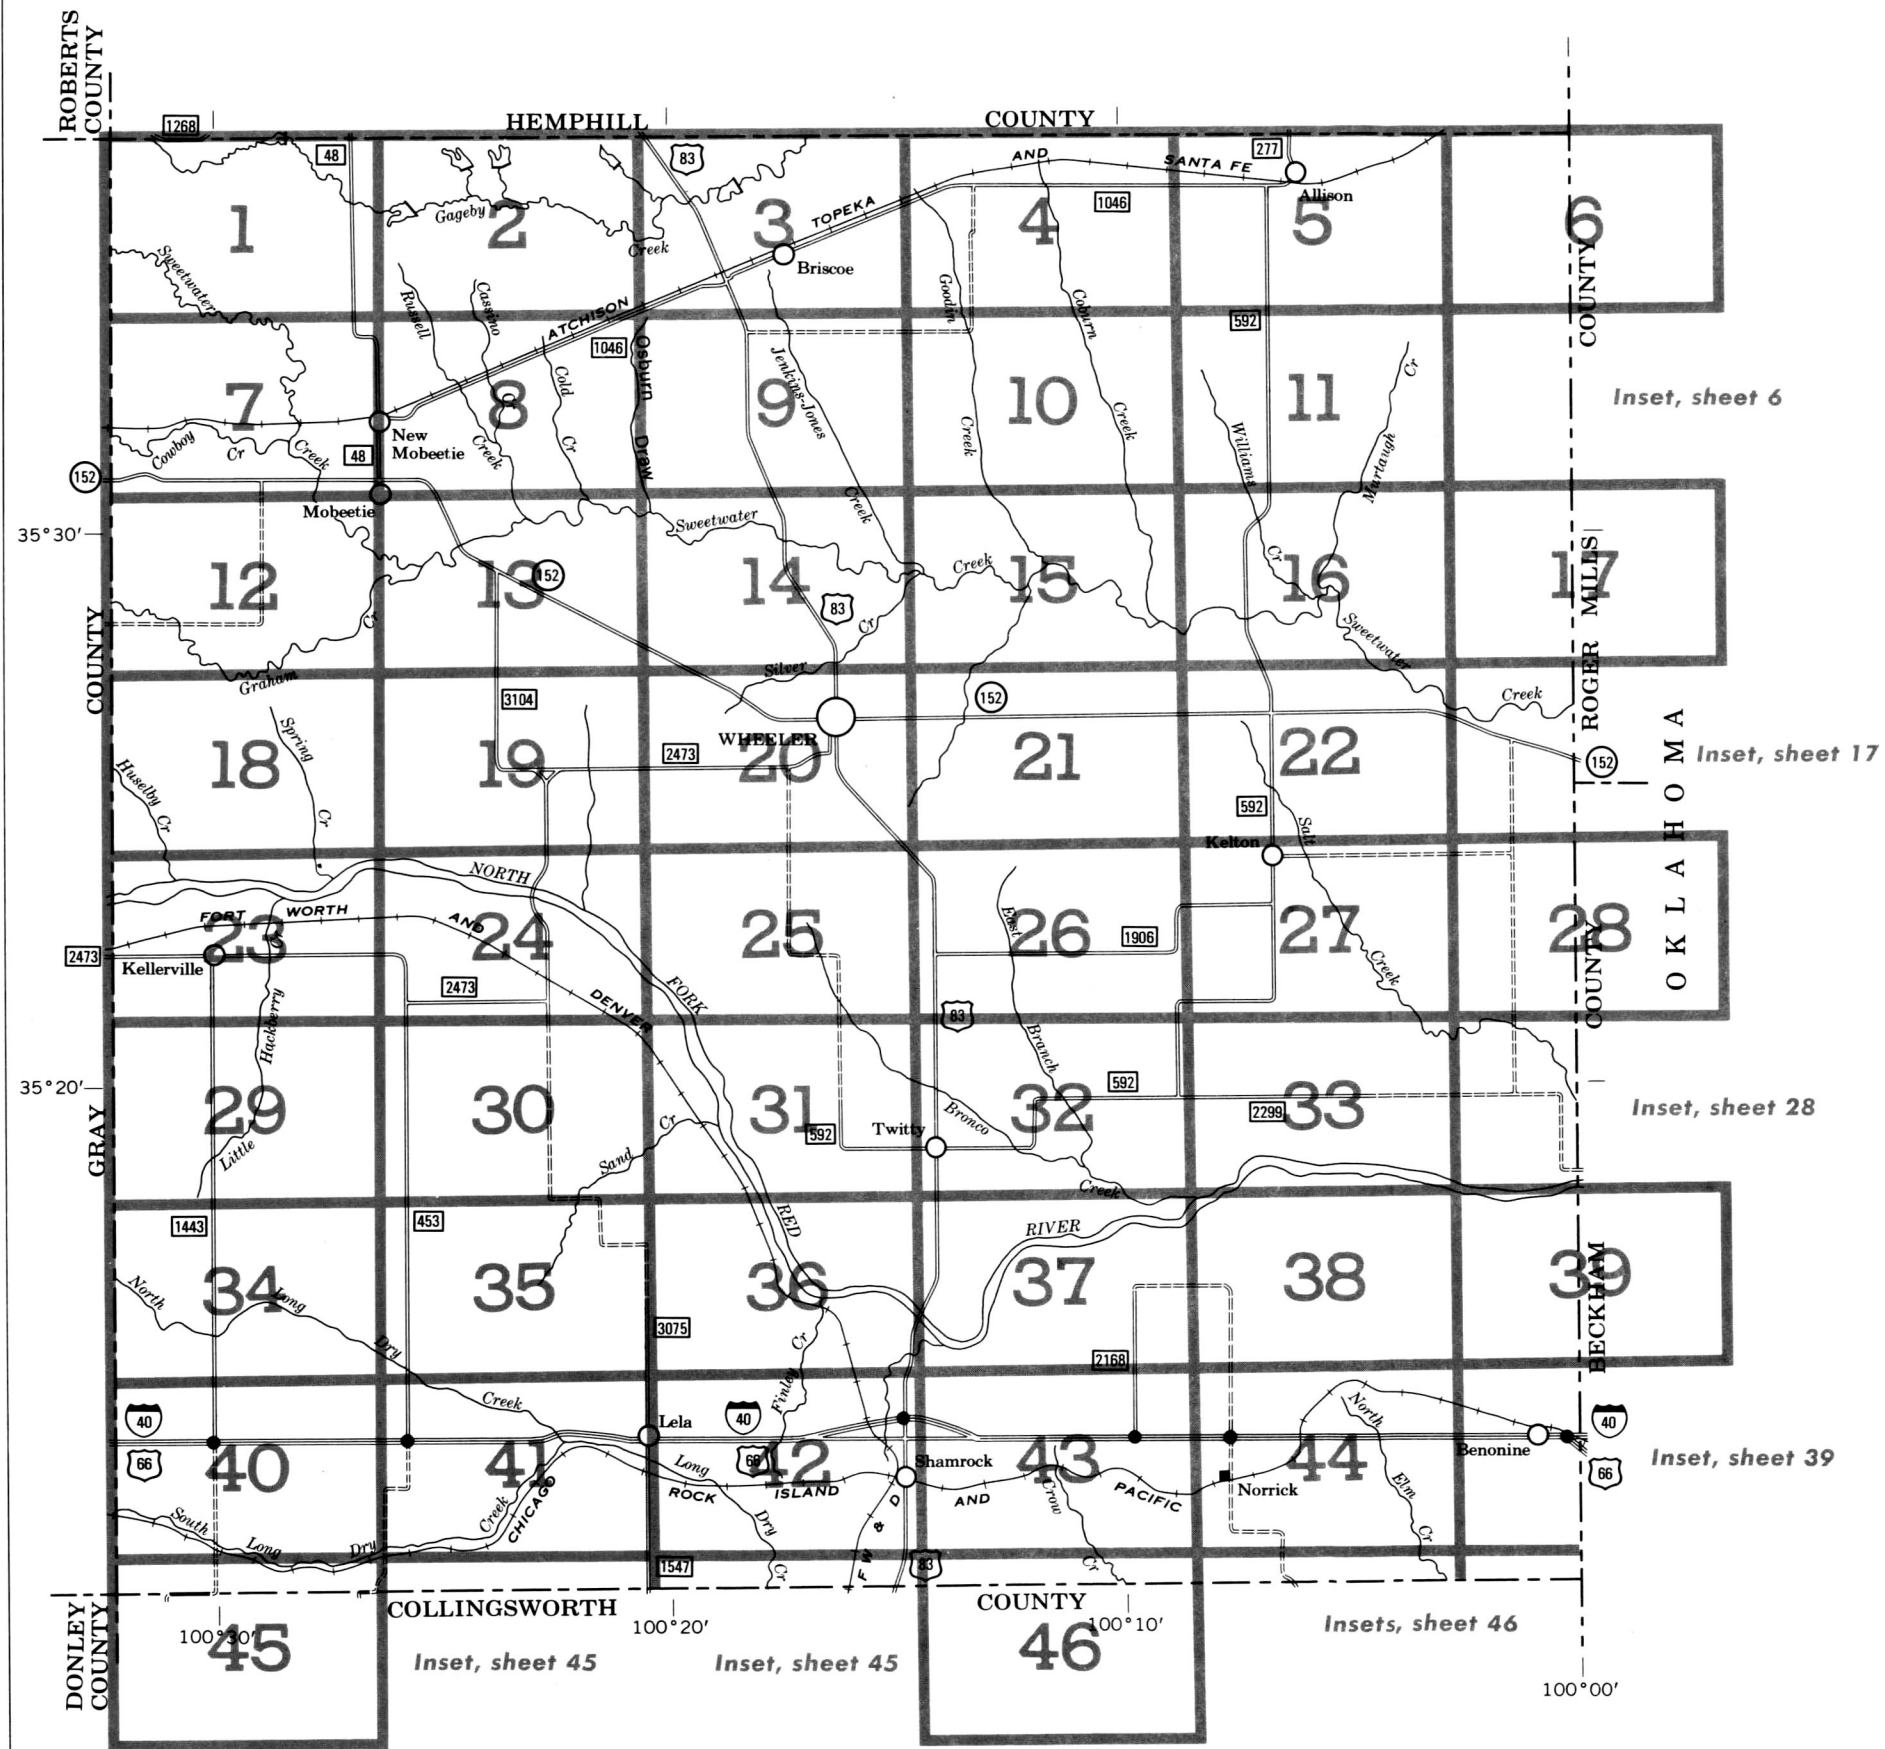 ROBERTS
COUNTY
HEMPHILL COUNTY
1268
48
83
AND SANTA FE
277
Allison
1046
TOPEKA
1
2
3
4
5
6
Gageby
Creek
Sweetwater
Briscoe
COUNTY
Russell
Casino
ATCHISON
1046
Osburn
Goodin
Coburn
592
Cold
Jenkins-Jones
Cr
7
8
9
10
11
Inset, sheet 6
Cr
New
Mobeetie
Cowboy
Cr
Creek
48
Creek
Cr
Draw
Creek
Creek
Williams
Murtaugh
152
Mobeetie
Creek
Sweetwater
35°30'
Creek
Cr
12
13
152
14
15
16
17
83
Cr
Cr
Sweetwater
ROGER MILLS
COUNTY
Graham
Silver
3104
152
Creek
Spring
WHEELER
2473
18
19
20
21
22
Inset, sheet 17
152
Huselby
Cr
Cr
592
Salt
Kelton
OKLAHOMA
NORTH
FORT WORTH AND
23
24
25
26
27
28
Cr
East
1906
2473
Kellerville
2473
DENVER
FORK
Creek
COUNTY
83
Hackberry
Branch
35°20'
592
29
30
31
32
33
2299
Inset, sheet 28
Cr
592
Twitty
Bronco
GRAY
Little
Sand
Creek
1443
453
RED
RIVER
34
35
36
37
38
39
North
Long
Dry
3075
Cr
2168
BECKHAM
Creek
Finley
North
40
Lela
40
40
66
40
41
66
42
Shamrock
43
44
Benonine
66
Inset, sheet 39
Long
ROCK ISLAND AND PACIFIC
Norrick
Crow
Elm
South
Long
Dry
Creek
CHICAGO
Dry
Cr
FW & D
83
Cr
Cr
1547
COLLINGSWORTH COUNTY
DONLEY
COUNTY
100°30'
100°20'
100°10'
Insets, sheet 46
45
Inset, sheet 45
Inset, sheet 45
46
100°00'